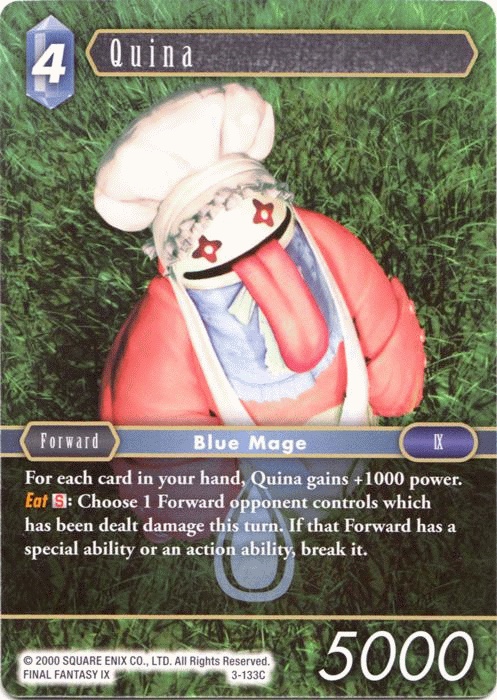 4
Quina
Forward
Blue Mage
IX
For each card in your hand, Quina gains +1000 power.
Eat S: Choose 1 Forward opponent controls which
has been dealt damage this turn. If that Forward has a
special ability or an action ability, break it.
© 2000 SQUARE ENIX CO., LTD. All Rights Reserved.
FINAL FANTASY IX
3-133C
5000